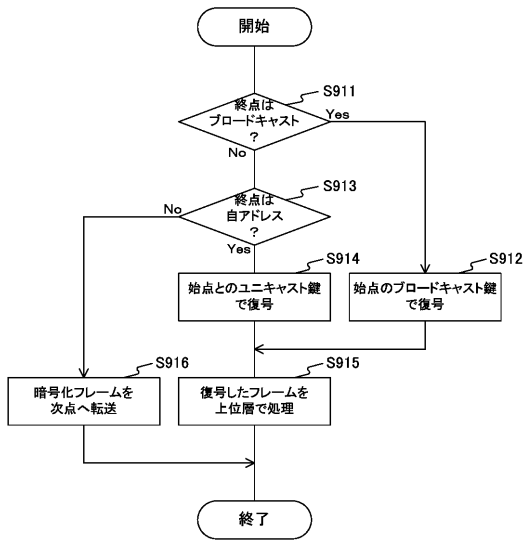 開始
S911
終点は
ブロードキャスト
?
Yes
No
S913
終点は
自アドレス
?
No
Yes
S914
始点とのユニキャスト鍵
で復号
S912
始点のブロードキャスト鍵
で復号
S916
暗号化フレームを
次点へ転送
S915
復号したフレームを
上位層で処理
終了